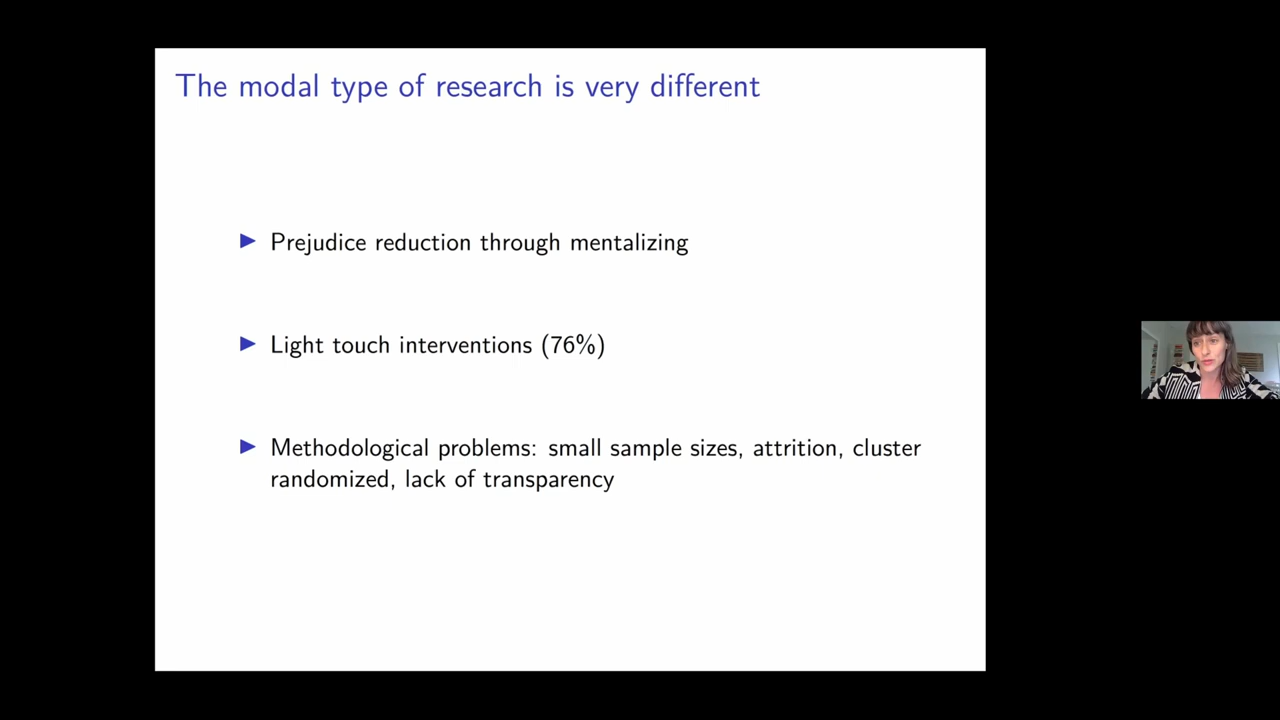 The modal type of research is very different
Prejudice reduction through mentalizing
Light touch interventions (76%)
Methodological problems: small sample sizes, attrition, cluster
randomized, lack of transparency